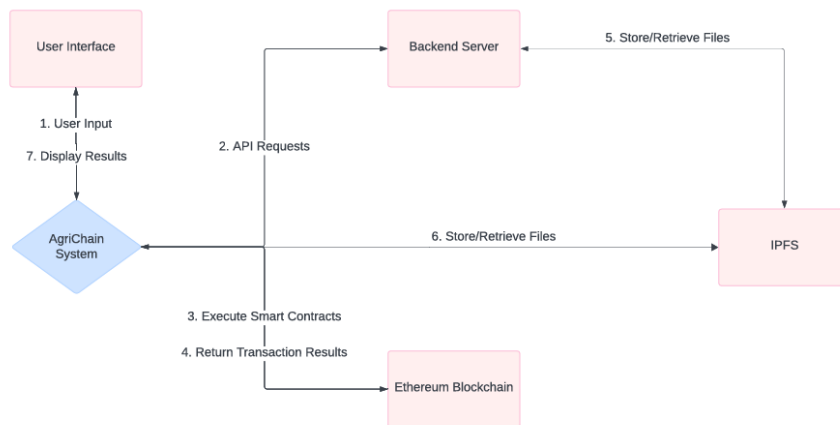 User Interface
Backend Server
5. Store/Retrieve Files
1. User Input
2. API Requests
7. Display Results
AgriChain
System
6. Store/Retrieve Files
IPFS
3. Execute Smart Contracts
4. Return Transaction Results
Ethereum Blockchain